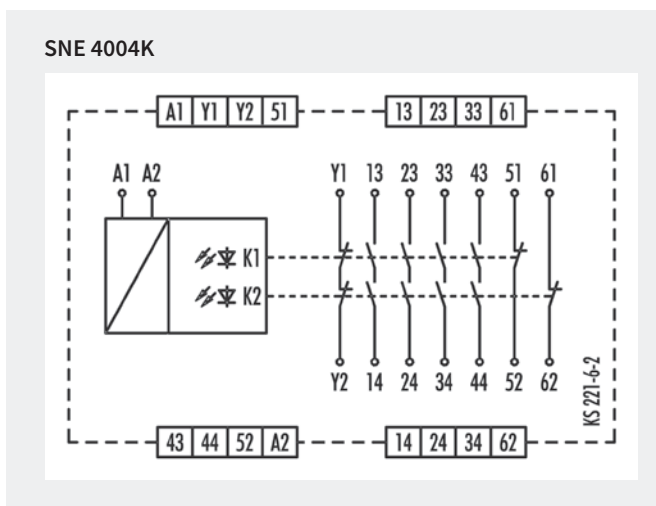 SNE 4004K
A1 Y1 Y2 51 13 23 33 61
A1 A2 Y1 13 23 33 43 51 61
K1
K2
Y2 14 24 34 44 52 62
KS 221-6-2
43 44 52 A2 14 24 34 62